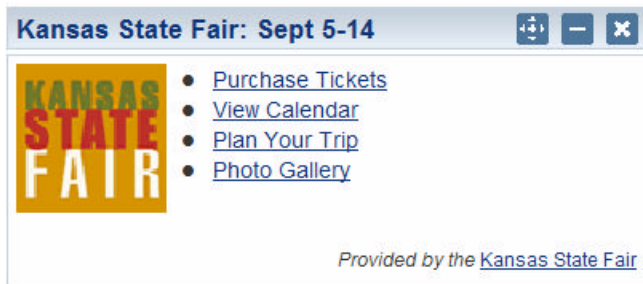 Kansas State Fair: Sept 5-14
KANSAS
STATE
FAIR
Purchase Tickets
View Calendar
Plan Your Trip
Photo Gallery
Provided by the Kansas State Fair